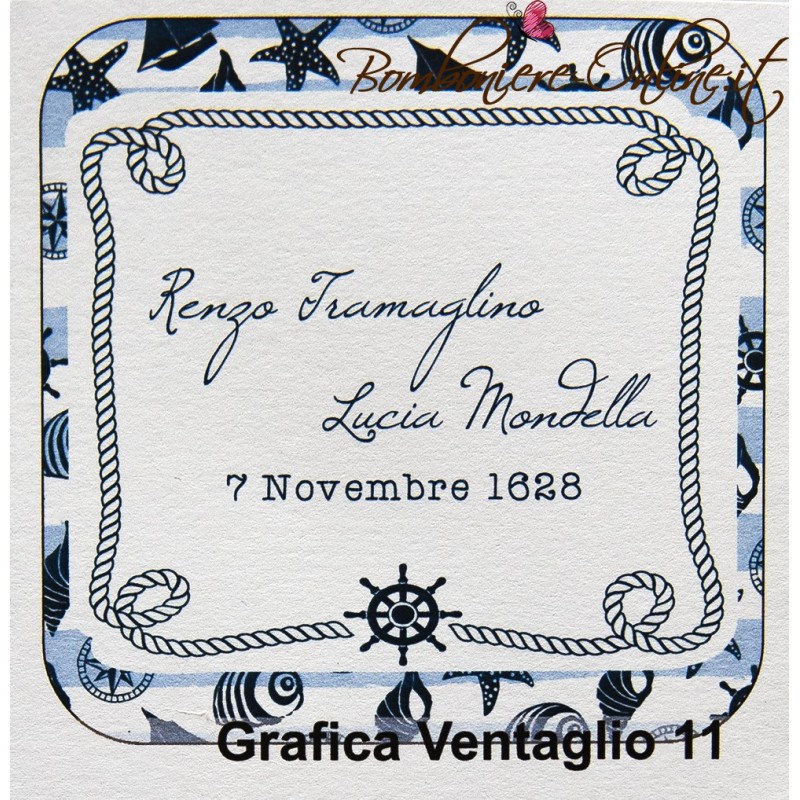 Bomboniere-Online.it
Renzo Tramaglino
Lucia Mondella
7 Novembre 1628
Grafica Ventaglio 11